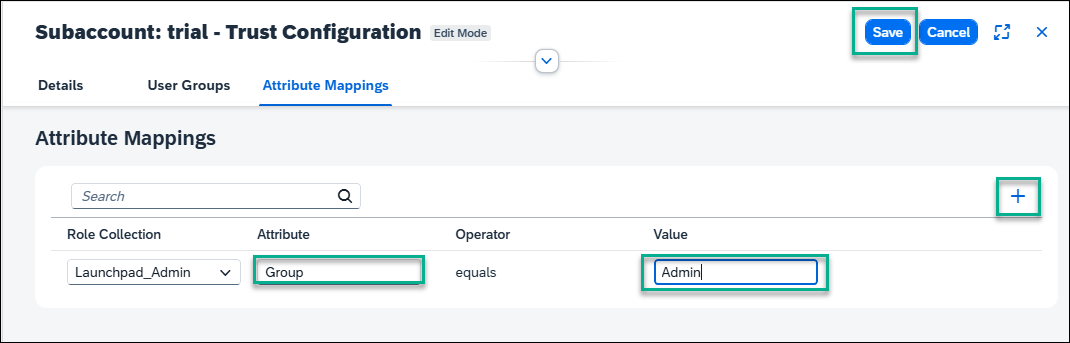 Subaccount: trial - Trust Configuration Edit Mode Save Cancel
Details User Groups Attribute Mappings
Attribute Mappings
Search
Role Collection Attribute Operator Value
Launchpad_Admin Group equals Admin